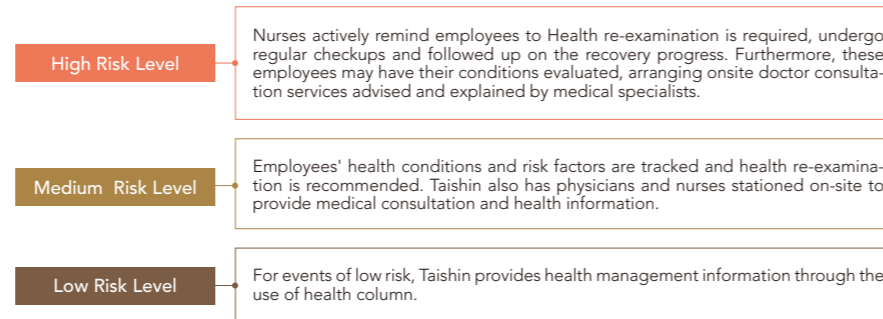 High Risk Level
Nurses actively remind employees to Health re-examination is required, undergo
regular checkups and followed up on the recovery progress. Furthermore, these
employees may have their conditions evaluated, arranging onsite doctor consulta-
tion services advised and explained by medical specialists.
Medium Risk Level
Employees' health conditions and risk factors are tracked and health re-examina-
tion is recommended. Taishin also has physicians and nurses stationed on-site to
provide medical consultation and health information.
Low Risk Level
For events of low risk, Taishin provides health management information through the
use of health column.